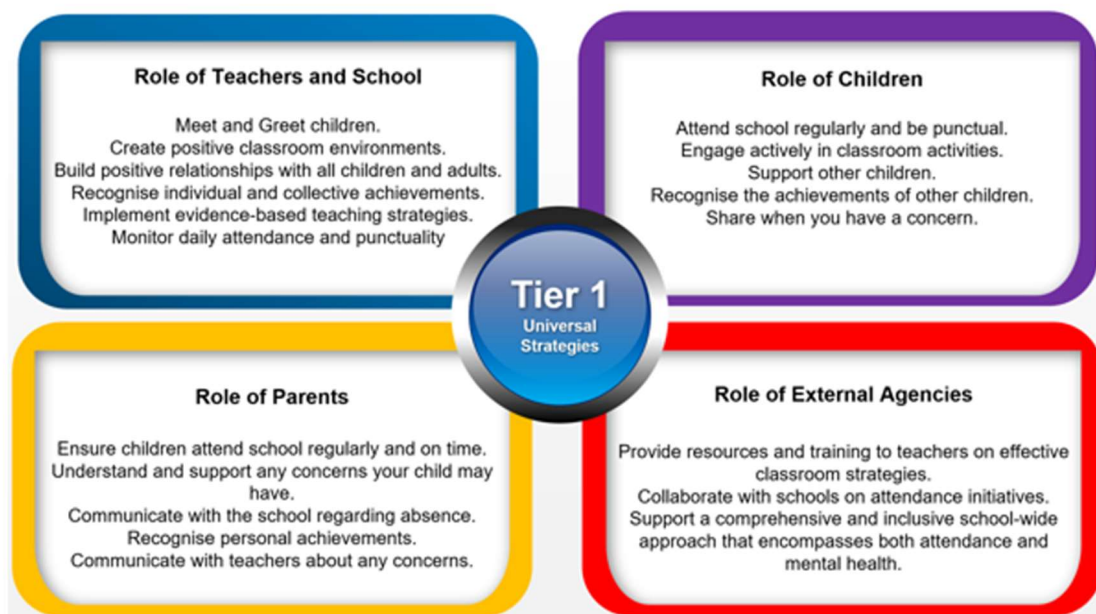 Role of Teachers and School
Meet and Greet children.
Create positive classroom environments.
Build positive relationships with all children and adults.
Recognise individual and collective achievements.
Implement evidence-based teaching strategies.
Monitor daily attendance and punctuality
Role of Children
Attend school regularly and be punctual.
Engage actively in classroom activities.
Support other children.
Recognise the achievements of other children.
Share when you have a concern.
Tier 1
Universal
Strategies
Role of Parents
Ensure children attend school regularly and on time.
Understand and support any concerns your child may
have.
Communicate with the school regarding absence.
Recognise personal achievements.
Communicate with teachers about any concerns.
Role of External Agencies
Provide resources and training to teachers on effective
classroom strategies.
Collaborate with schools on attendance initiatives.
Support a comprehensive and inclusive school-wide
approach that encompasses both attendance and
mental health.